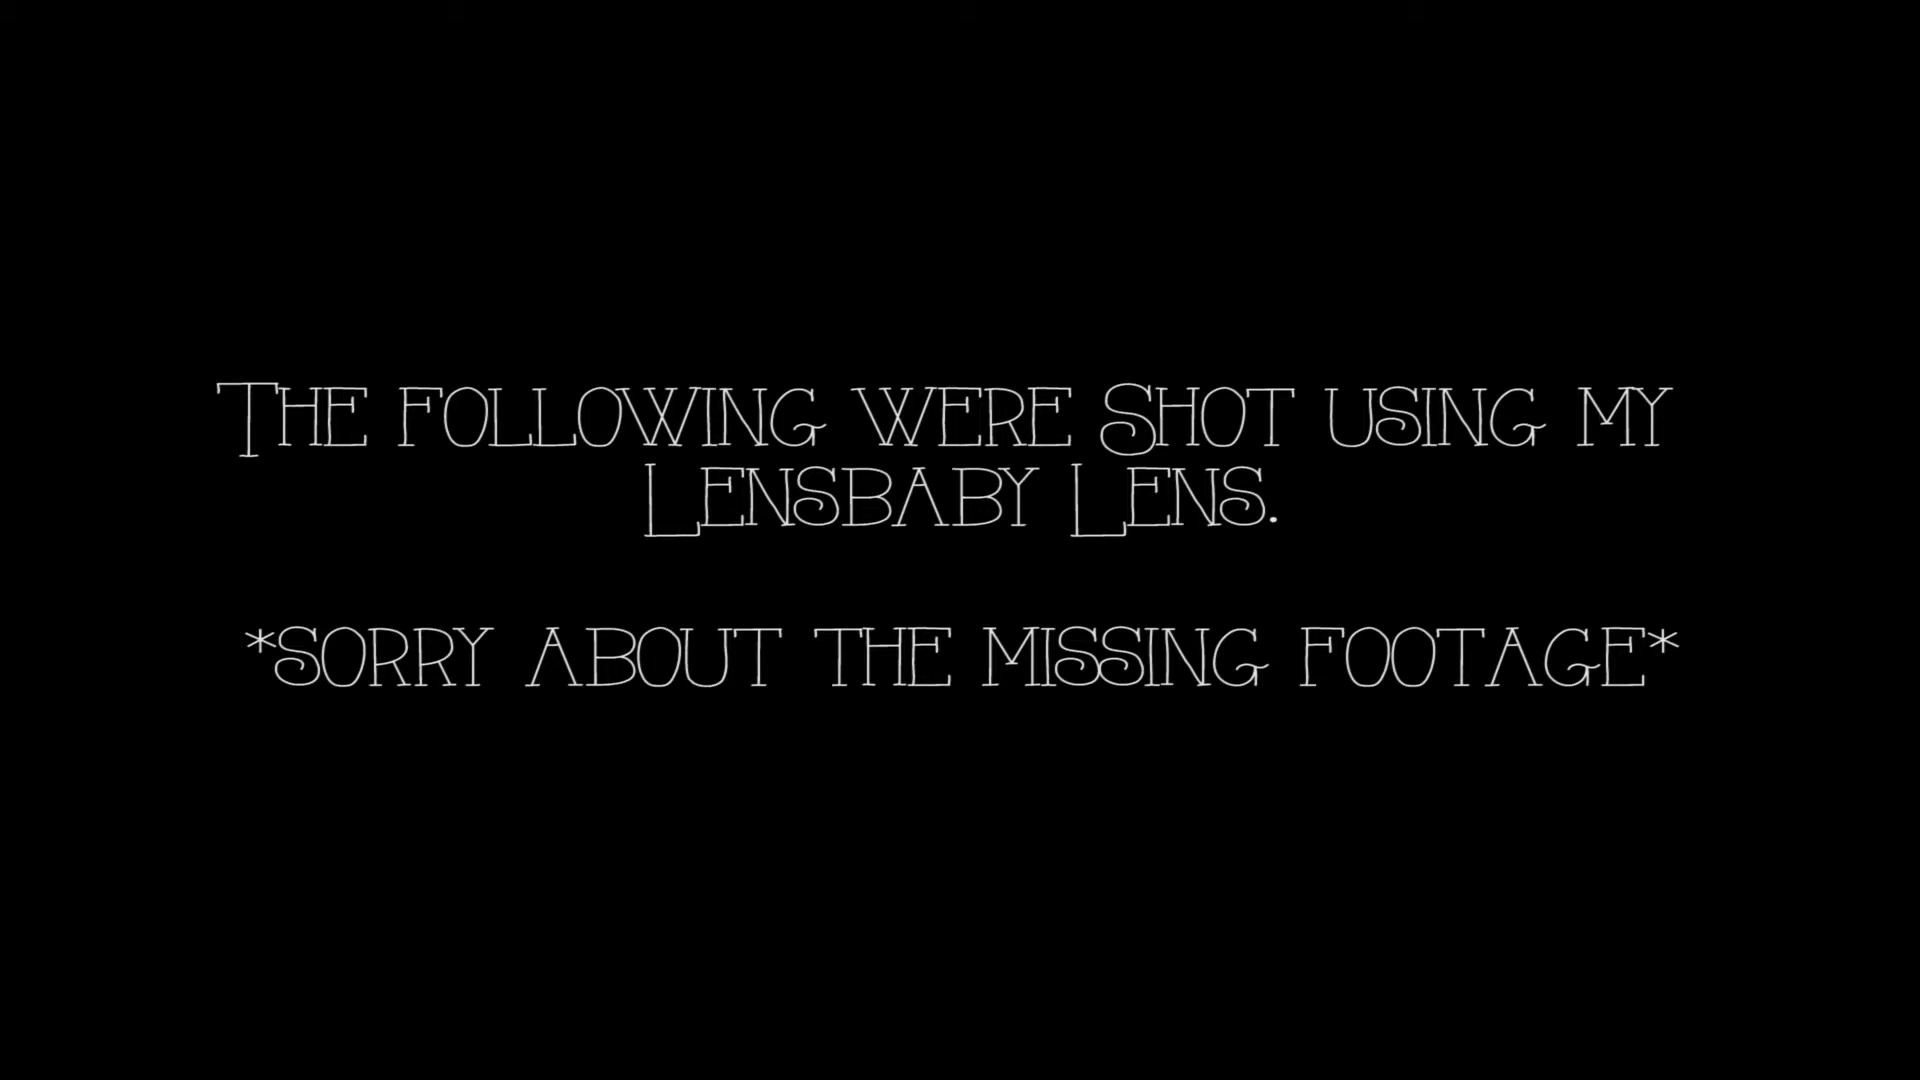 The following were Shot using my
Lensbaby Lens.
*sorry about the missing footage*